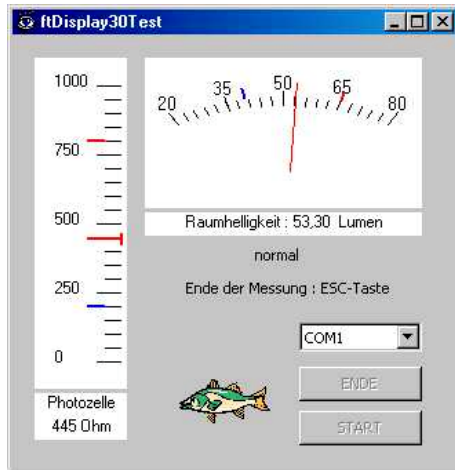 ftDisplay30Test
1000
750
500
250
0
Photozelle
445 Ohm
20 35 50 65 80
Raumhelligkeit : 53,30 Lumen
normal
Ende der Messung : ESC-Taste
COM1
ENDE
START